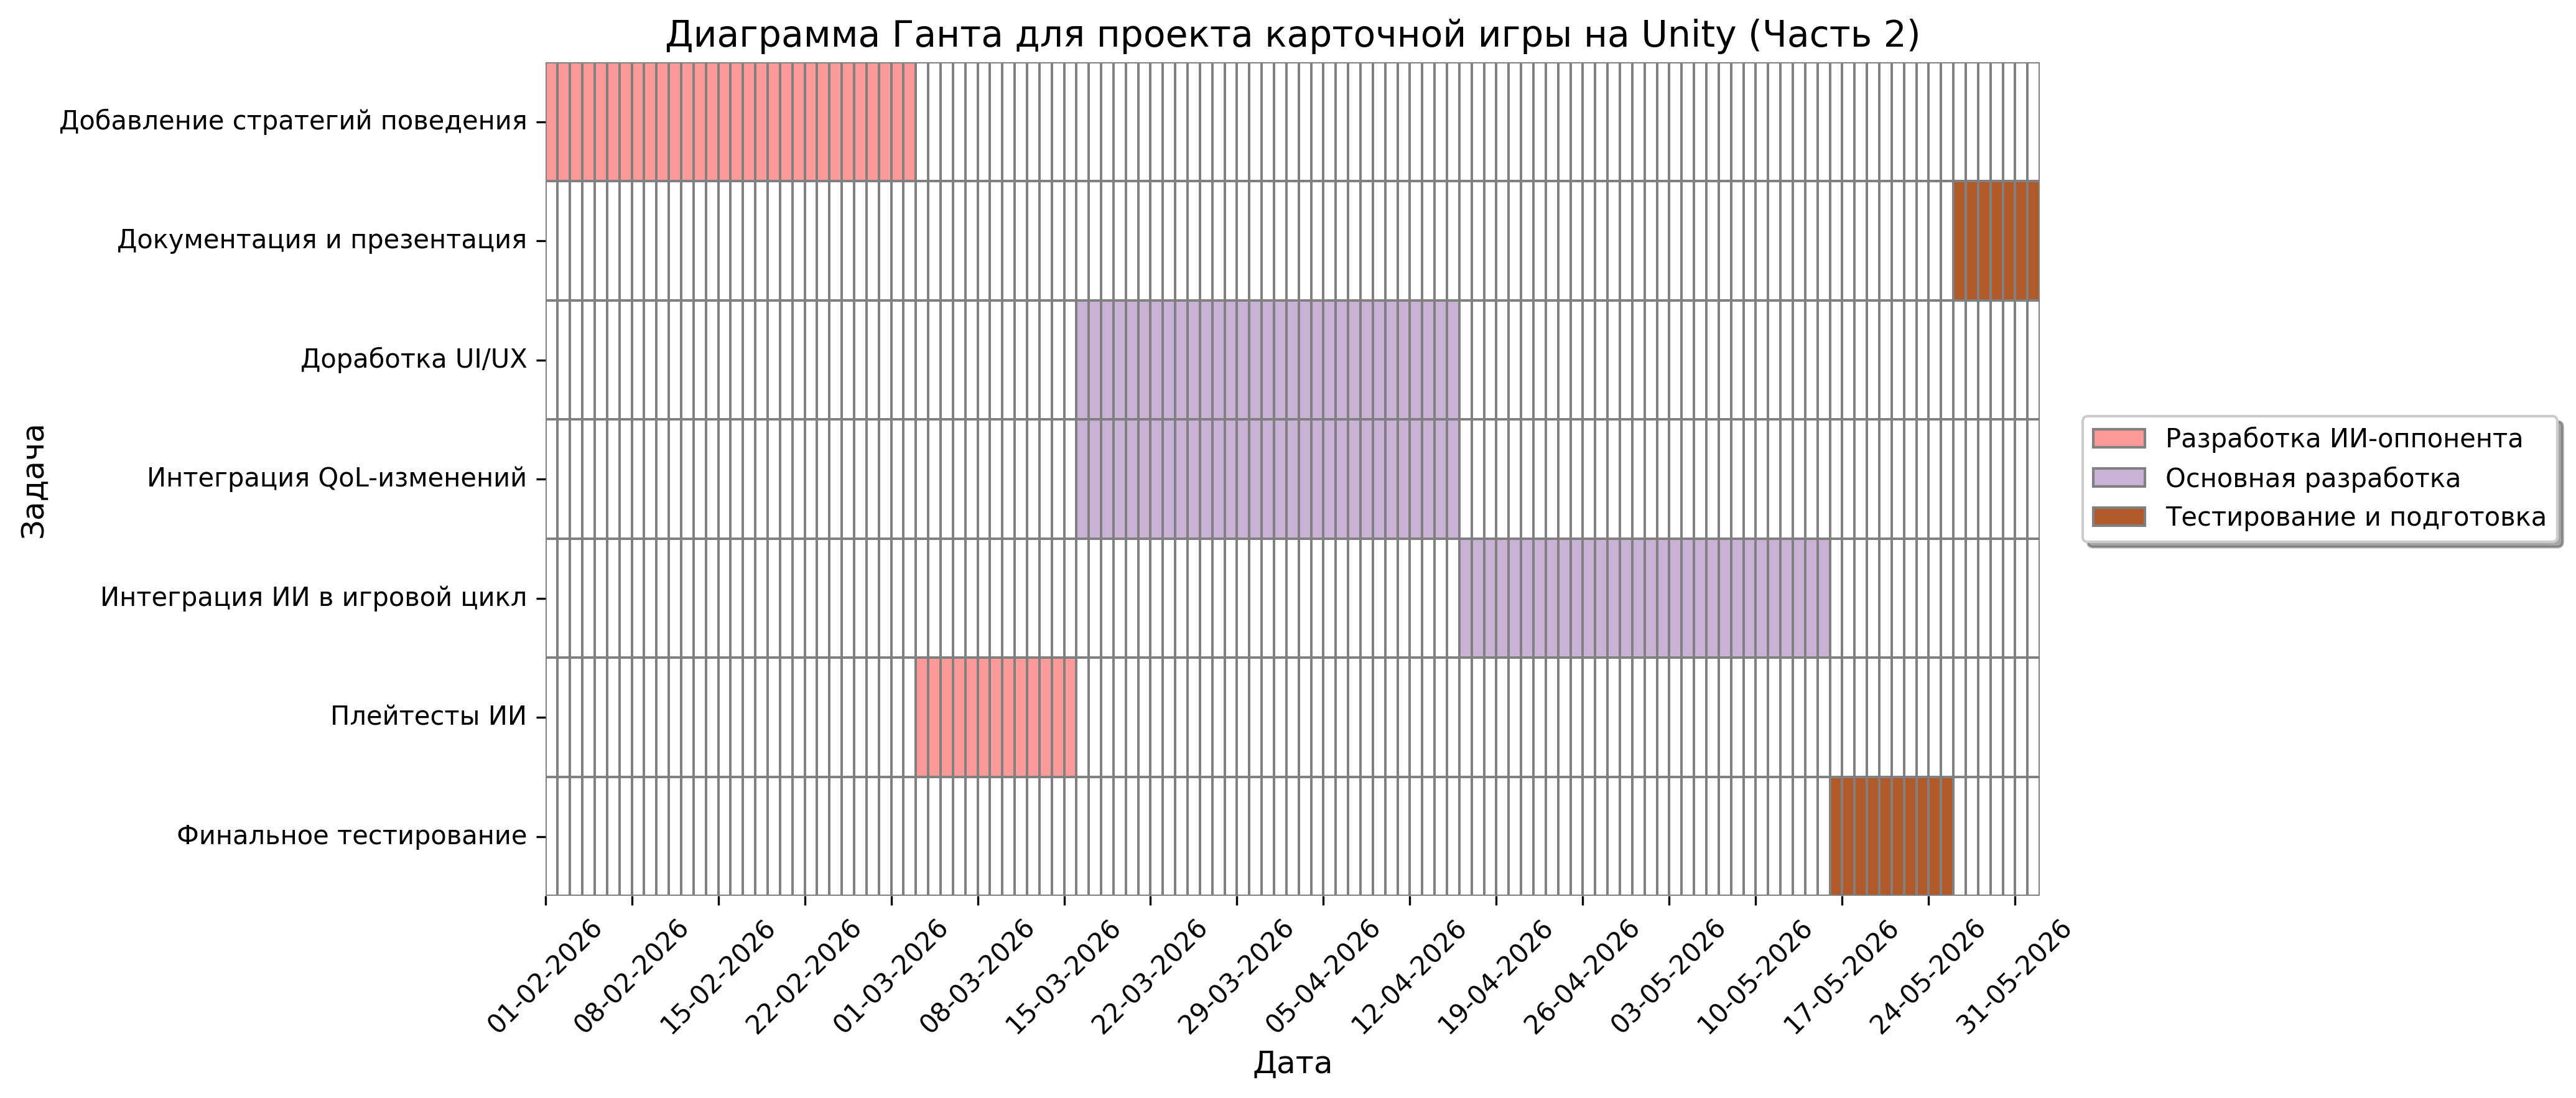 Диаграмма Ганта для проекта карточной игры на Unity (Часть 2)
Задача
Добавление стратегий поведения
Документация и презентация
Доработка UI/UX
Интеграция QoL-изменений
Интеграция ИИ в игровой цикл
Плейтесты ИИ
Финальное тестирование
Разработка ИИ-оппонента
Основная разработка
Тестирование и подготовка
01-02-2026
08-02-2026
15-02-2026
22-02-2026
01-03-2026
08-03-2026
15-03-2026
22-03-2026
29-03-2026
05-04-2026
12-04-2026
19-04-2026
26-04-2026
03-05-2026
10-05-2026
17-05-2026
24-05-2026
31-05-2026
Дата